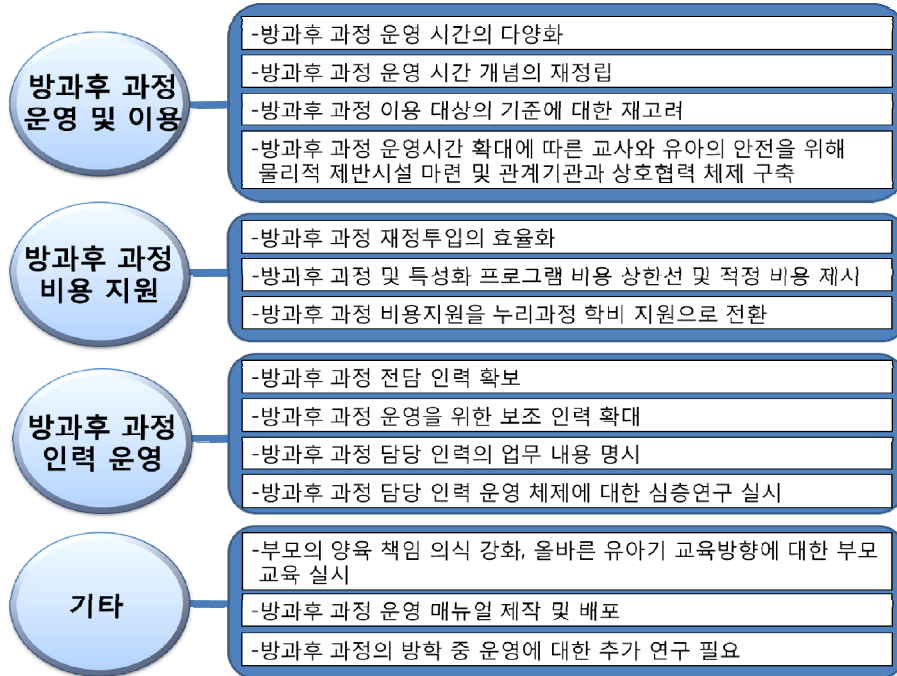 방과후 과정
운영 및 이용
-방과후 과정 운영 시간의 다양화
-방과후 과정 운영 시간 개념의 재정립
-방과후 과정 이용 대상의 기준에 대한 재고려
-방과후 과정 운영시간 확대에 따른 교사와 유아의 안전을 위해
물리적 제반시설 마련 및 관계기관과 상호협력 체제 구축
방과후 과정
비용 지원
-방과후 과정 재정투입의 효율화
-방과후 과정 및 특성화 프로그램 비용 상한선 및 적정 비용 제시
-방과후 과정 비용지원을 누리과정 학비 지원으로 전환
방과후 과정
인력 운영
-방과후 과정 전담 인력 확보
-방과후 과정 운영을 위한 보조 인력 확대
-방과후 과정 담당 인력의 업무 내용 명시
-방과후 과정 담당 인력 운영 체제에 대한 심층연구 실시
기타
-부모의 양육 책임 의식 강화, 올바른 유아기 교육방향에 대한 부모
교육 실시
-방과후 과정 운영 매뉴얼 제작 및 배포
-방과후 과정의 방학 중 운영에 대한 추가 연구 필요